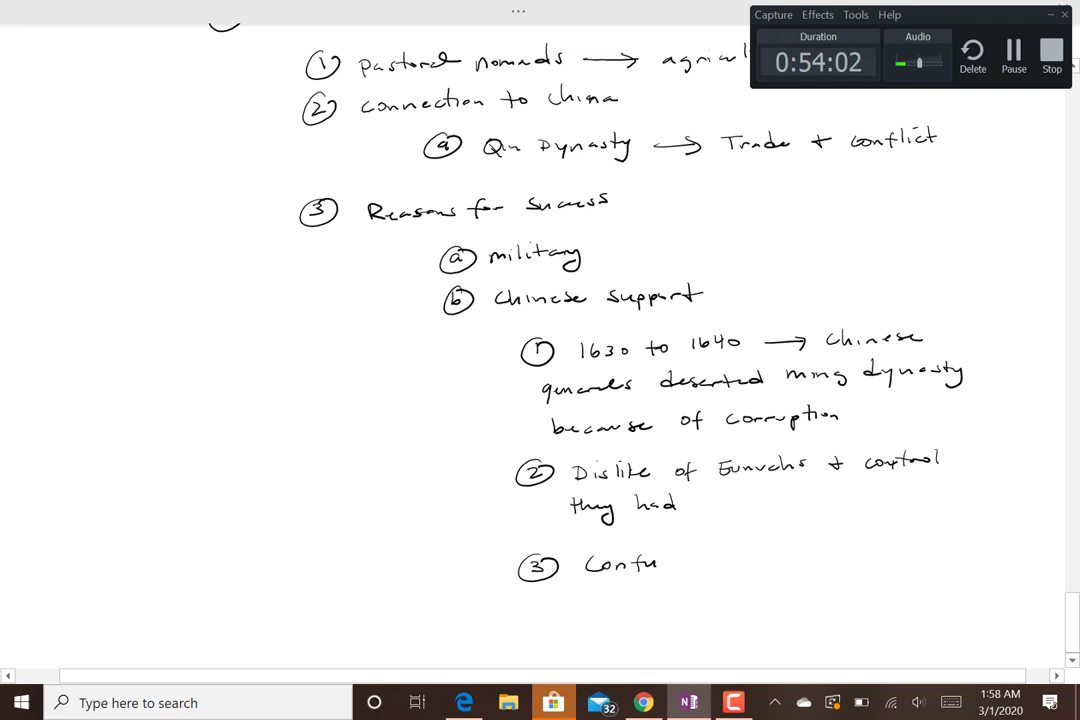 Capture Effects Tools Help
Duration
Audio
0:54:02
Delete Pause Stop
1 Pastoral nomads → agricul
2 connection to China
a Qin Dynasty → Trade + conflict
3 Reasons for success
a military
b Chinese support
1 1630 to 1640 → Chinese
generals deserted ming dynasty
because of corruption
2 Dislike of Eunuchs + control
they had
3 Confu
Type here to search
32
N
1:58 AM
3/1/2020